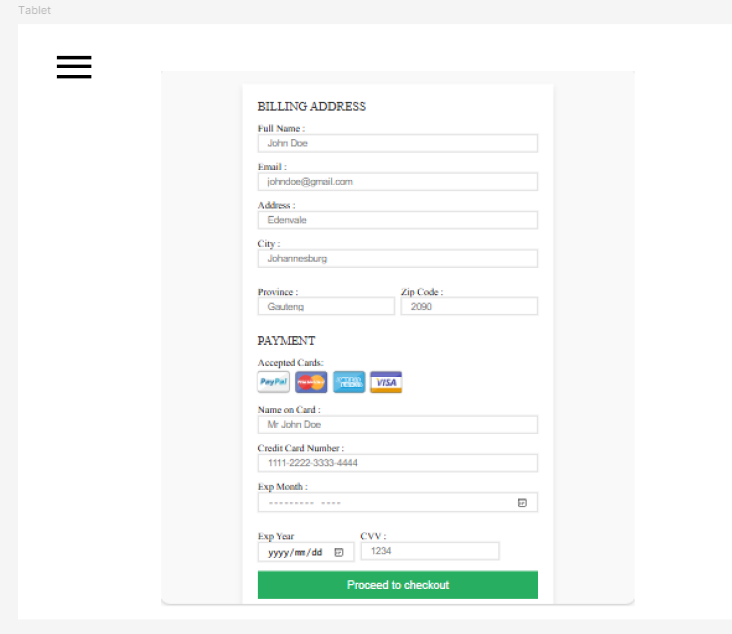 Tablet
BILLING ADDRESS
Full Name :
John Doe
Email :
johndoe@gmail.com
Address :
Edenvale
City :
Johannesburg
Province : Zip Code :
Gauteng 2090
PAYMENT
Accepted Cards:
PayPal VISA
Name on Card :
Mr John Doe
Credit Card Number :
1111-2222-3333-4444
Exp Month :
--------- ----
Exp Year CVV :
yyyy/mm/dd 1234
Proceed to checkout